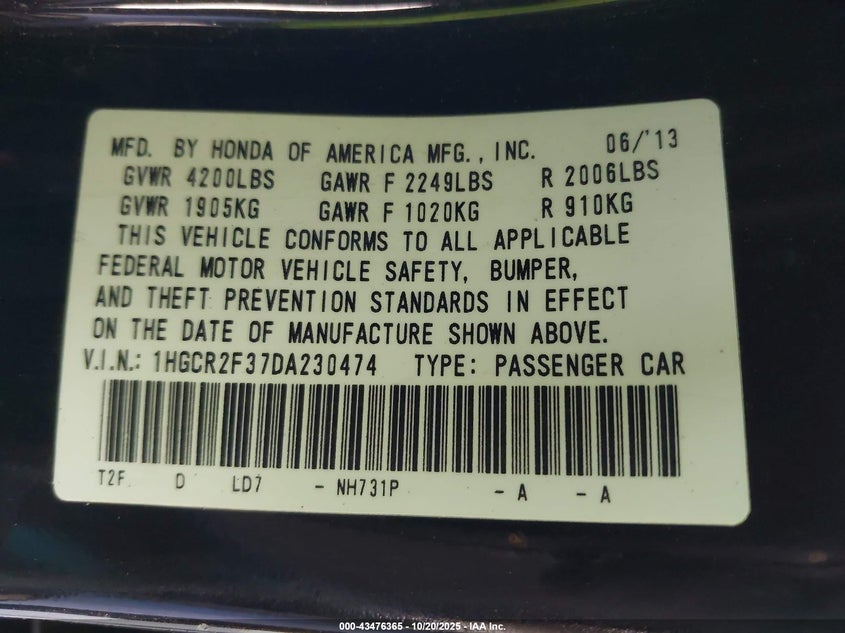 MFD. BY HONDA OF AMERICA MFG., INC. 06/'13
GVWR 4200LBS GAWR F 2249LBS R 2006LBS
GVWR 1905KG GAWR F 1020KG R 910KG
THIS VEHICLE CONFORMS TO ALL APPLICABLE
FEDERAL MOTOR VEHICLE SAFETY, BUMPER,
AND THEFT PREVENTION STANDARDS IN EFFECT
ON THE DATE OF MANUFACTURE SHOWN ABOVE.
V.I.N.: 1HGCR2F37DA230474 TYPE: PASSENGER CAR
T2F D LD7 - NH731P - A - A
000-43476365 - 10/20/2025 - IAA Inc.